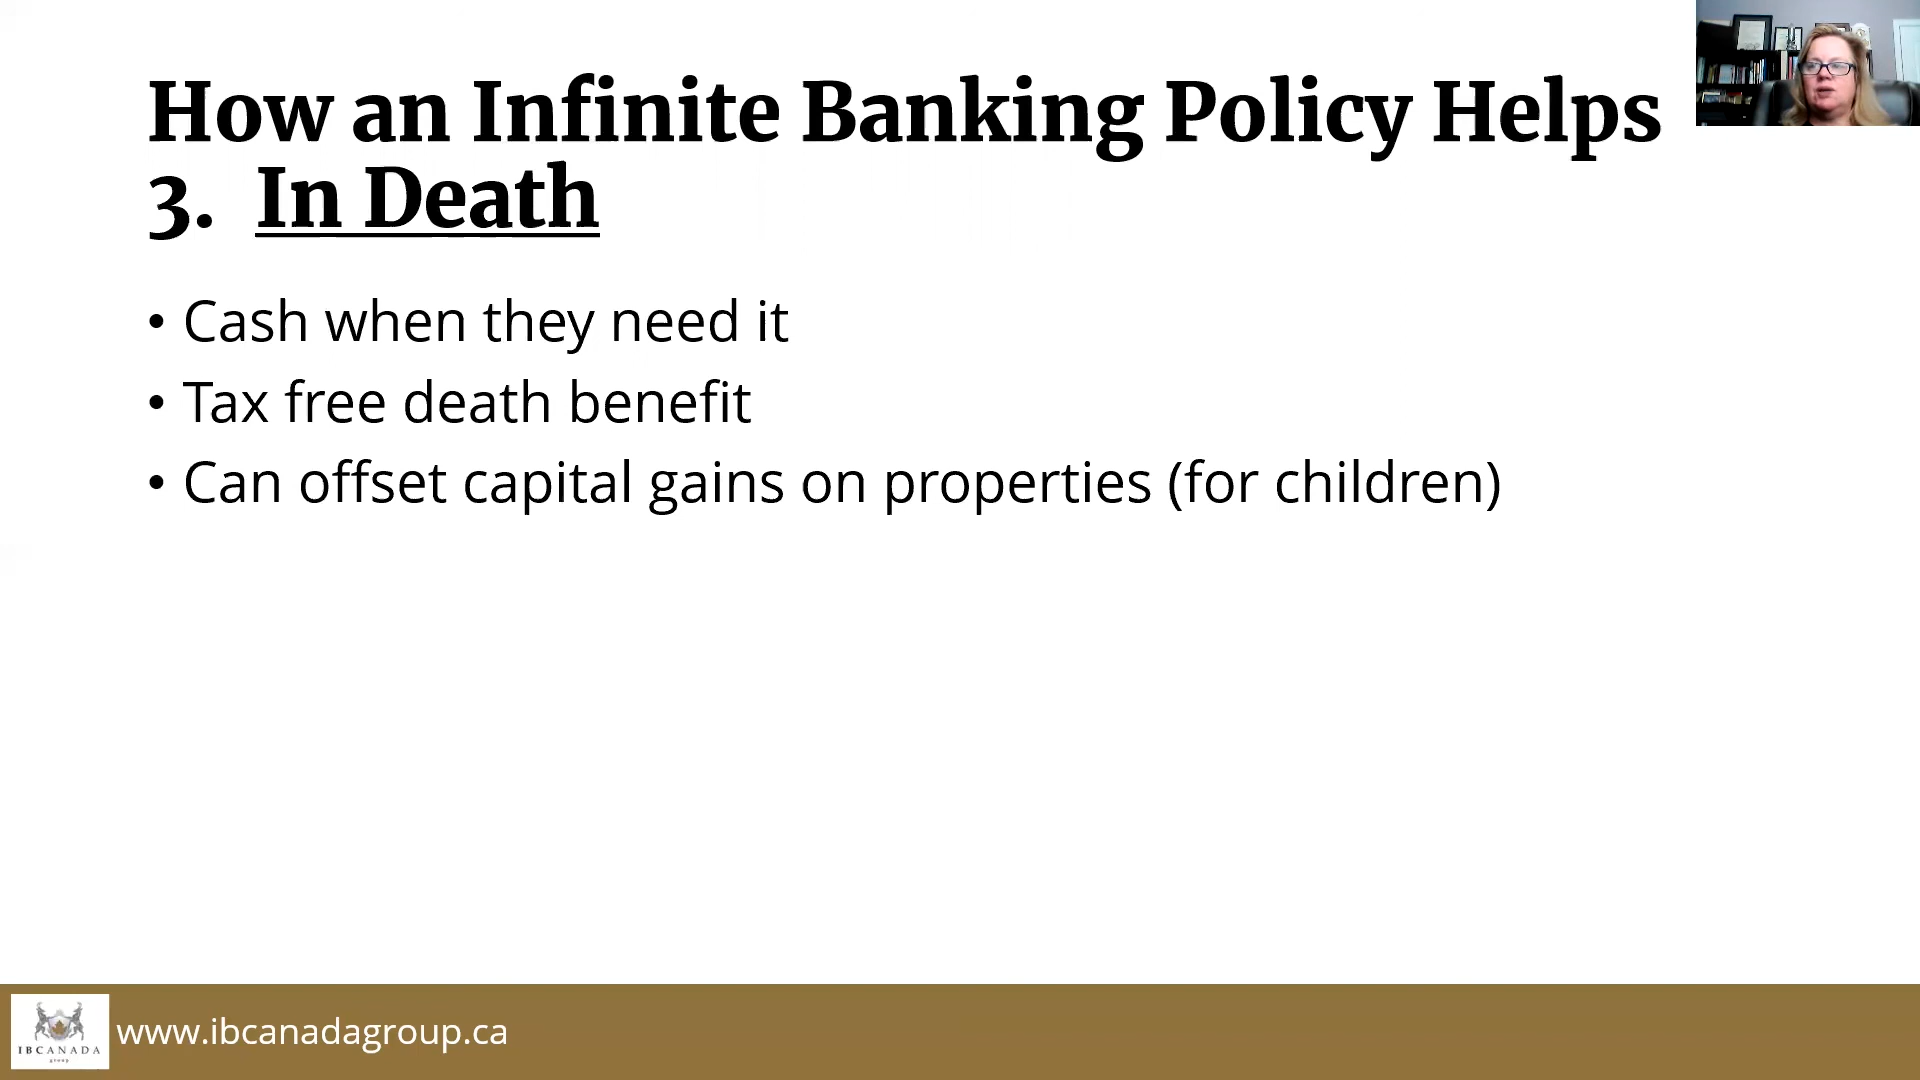 How an Infinite Banking Policy Helps
3. In Death
• Cash when they need it
• Tax free death benefit
• Can offset capital gains on properties (for children)
IBCANADA
group
www.ibcanadagroup.ca